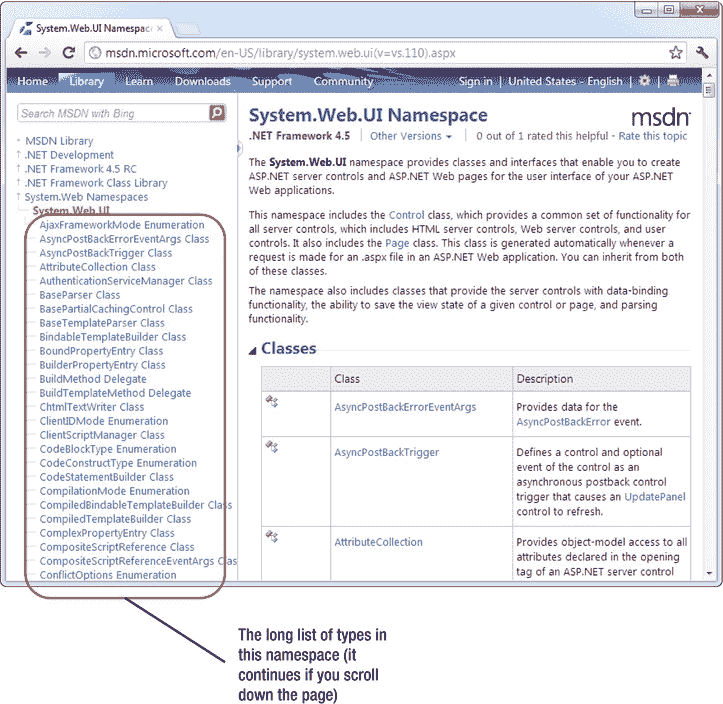 System.Web.UI Namespace
msdn.microsoft.com/en-US/library/system.web.ui(v=vs.110).aspx
Home Library Learn Downloads Support Community Sign in United States - English
Search MSDN with Bing
MSDN Library
.NET Development
.NET Framework 4.5 RC
.NET Framework Class Library
System.Web Namespaces
System.Web.UI
AjaxFrameworkMode Enumeration
AsyncPostBackErrorEventArgs Class
AsyncPostBackTrigger Class
AttributeCollection Class
AuthenticationServiceManager Class
BaseParser Class
BasePartialCachingControl Class
BaseTemplateParser Class
BindableTemplateBuilder Class
BoundPropertyEntry Class
BuilderPropertyEntry Class
BuildMethod Delegate
BuildTemplateMethod Delegate
ChtmlTextWriter Class
ClientIDMode Enumeration
ClientScriptManager Class
CodeBlockType Enumeration
CodeConstructType Enumeration
CodeStatementBuilder Class
CompilationMode Enumeration
CompiledBindableTemplateBuilder Class
CompiledTemplateBuilder Class
ComplexPropertyEntry Class
CompositeScriptReference Class
CompositeScriptReferenceEventArgs Clas
ConflictOptions Enumeration
System.Web.UI Namespace
msdn
.NET Framework 4.5 Other Versions 0 out of 1 rated this helpful - Rate this topic
The System.Web.UI namespace provides classes and interfaces that enable you to create
ASP.NET server controls and ASP.NET Web pages for the user interface of your ASP.NET
Web applications.
This namespace includes the Control class, which provides a common set of functionality for
all server controls, which includes HTML server controls, Web server controls, and user
controls. It also includes the Page class. This class is generated automatically whenever a
request is made for an .aspx file in an ASP.NET Web application. You can inherit from both
of these classes.
The namespace also includes classes that provide the server controls with data-binding
functionality, the ability to save the view state of a given control or page, and parsing
functionality.
Classes
Class Description
AsyncPostBackErrorEventArgs Provides data for the
AsyncPostBackError event.
AsyncPostBackTrigger Defines a control and optional
event of the control as an
asynchronous postback control
trigger that causes an UpdatePanel
control to refresh.
AttributeCollection Provides object-model access to all
attributes declared in the opening
tag of an ASP.NET server control
The long list of types in
this namespace (it
continues if you scroll
down the page)